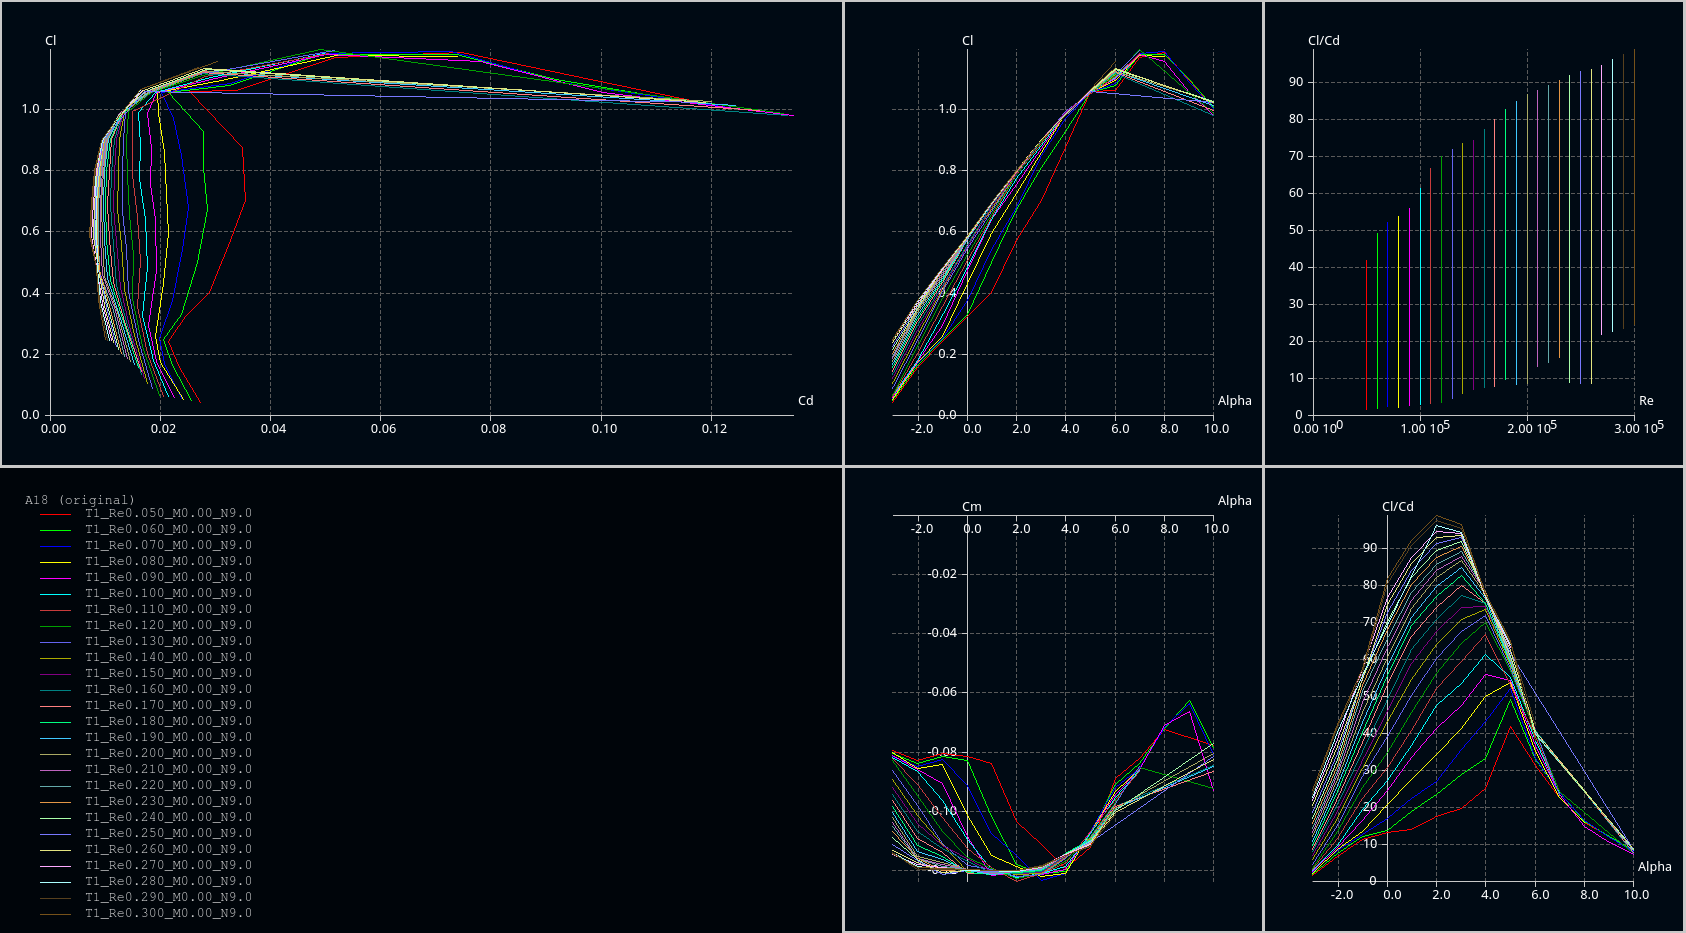 Cl
1.0
0.8
0.6
0.4
0.2
0.0
Cd
0.00 0.02 0.04 0.06 0.08 0.10 0.12
Cl
1.0
0.8
0.6
0.4
0.2
0.0
Alpha
-2.0 0.0 2.0 4.0 6.0 8.0 10.0
Cl/Cd
90
80
70
60
50
40
30
20
10
0
Re
0.00 10^0 1.00 10^5 2.00 10^5 3.00 10^5
A18 (original)
T1_Re0.050_M0.00_N9.0
T1_Re0.060_M0.00_N9.0
T1_Re0.070_M0.00_N9.0
T1_Re0.080_M0.00_N9.0
T1_Re0.090_M0.00_N9.0
T1_Re0.100_M0.00_N9.0
T1_Re0.110_M0.00_N9.0
T1_Re0.120_M0.00_N9.0
T1_Re0.130_M0.00_N9.0
T1_Re0.140_M0.00_N9.0
T1_Re0.150_M0.00_N9.0
T1_Re0.160_M0.00_N9.0
T1_Re0.170_M0.00_N9.0
T1_Re0.180_M0.00_N9.0
T1_Re0.190_M0.00_N9.0
T1_Re0.200_M0.00_N9.0
T1_Re0.210_M0.00_N9.0
T1_Re0.220_M0.00_N9.0
T1_Re0.230_M0.00_N9.0
T1_Re0.240_M0.00_N9.0
T1_Re0.250_M0.00_N9.0
T1_Re0.260_M0.00_N9.0
T1_Re0.270_M0.00_N9.0
T1_Re0.280_M0.00_N9.0
T1_Re0.290_M0.00_N9.0
T1_Re0.300_M0.00_N9.0
Alpha
Cm
-2.0 0.0 2.0 4.0 6.0 8.0 10.0
-0.02
-0.04
-0.06
-0.08
-0.10
Cl/Cd
90
80
70
60
50
40
30
20
10
0
Alpha
-2.0 0.0 2.0 4.0 6.0 8.0 10.0